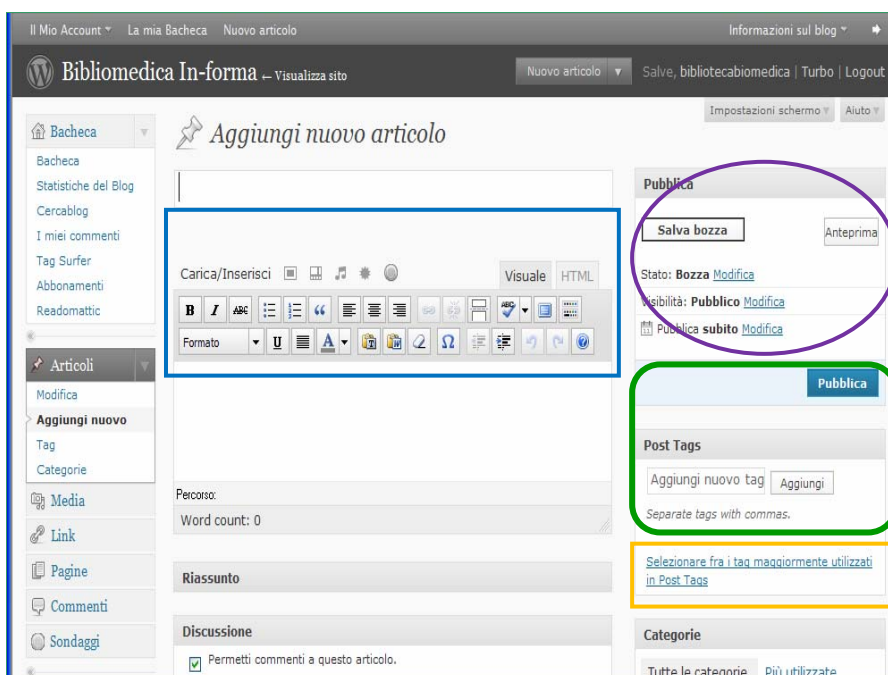 Il Mio Account La mia Bacheca Nuovo articolo Informazioni sul blog
Bibliomedica In-forma ← Visualizza sito Nuovo articolo Salve, bibliotecabiomedica | Turbo | Logout
Impostazioni schermo Aiuto
Bacheca
Bacheca
Statistiche del Blog
Cercablog
I miei commenti
Tag Surfer
Abbonamenti
Readomattic
Articoli
Modifica
Aggiungi nuovo
Tag
Categorie
Media
Link
Pagine
Commenti
Sondaggi
Aggiungi nuovo articolo
Carica/Inserisci Visuale HTML
B I ABC ABC
Formato U A Ω
Percorso:
Word count: 0
Riassunto
Discussione
Permetti commenti a questo articolo.
Pubblica
Salva bozza Anteprima
Stato: Bozza Modifica
Visibilità: Pubblico Modifica
Pubblica subito Modifica
Pubblica
Post Tags
Aggiungi nuovo tag Aggiungi
Separate tags with commas.
Selezionare fra i tag maggiormente utilizzati
in Post Tags
Categorie
Tutte le categorie Più utilizzate